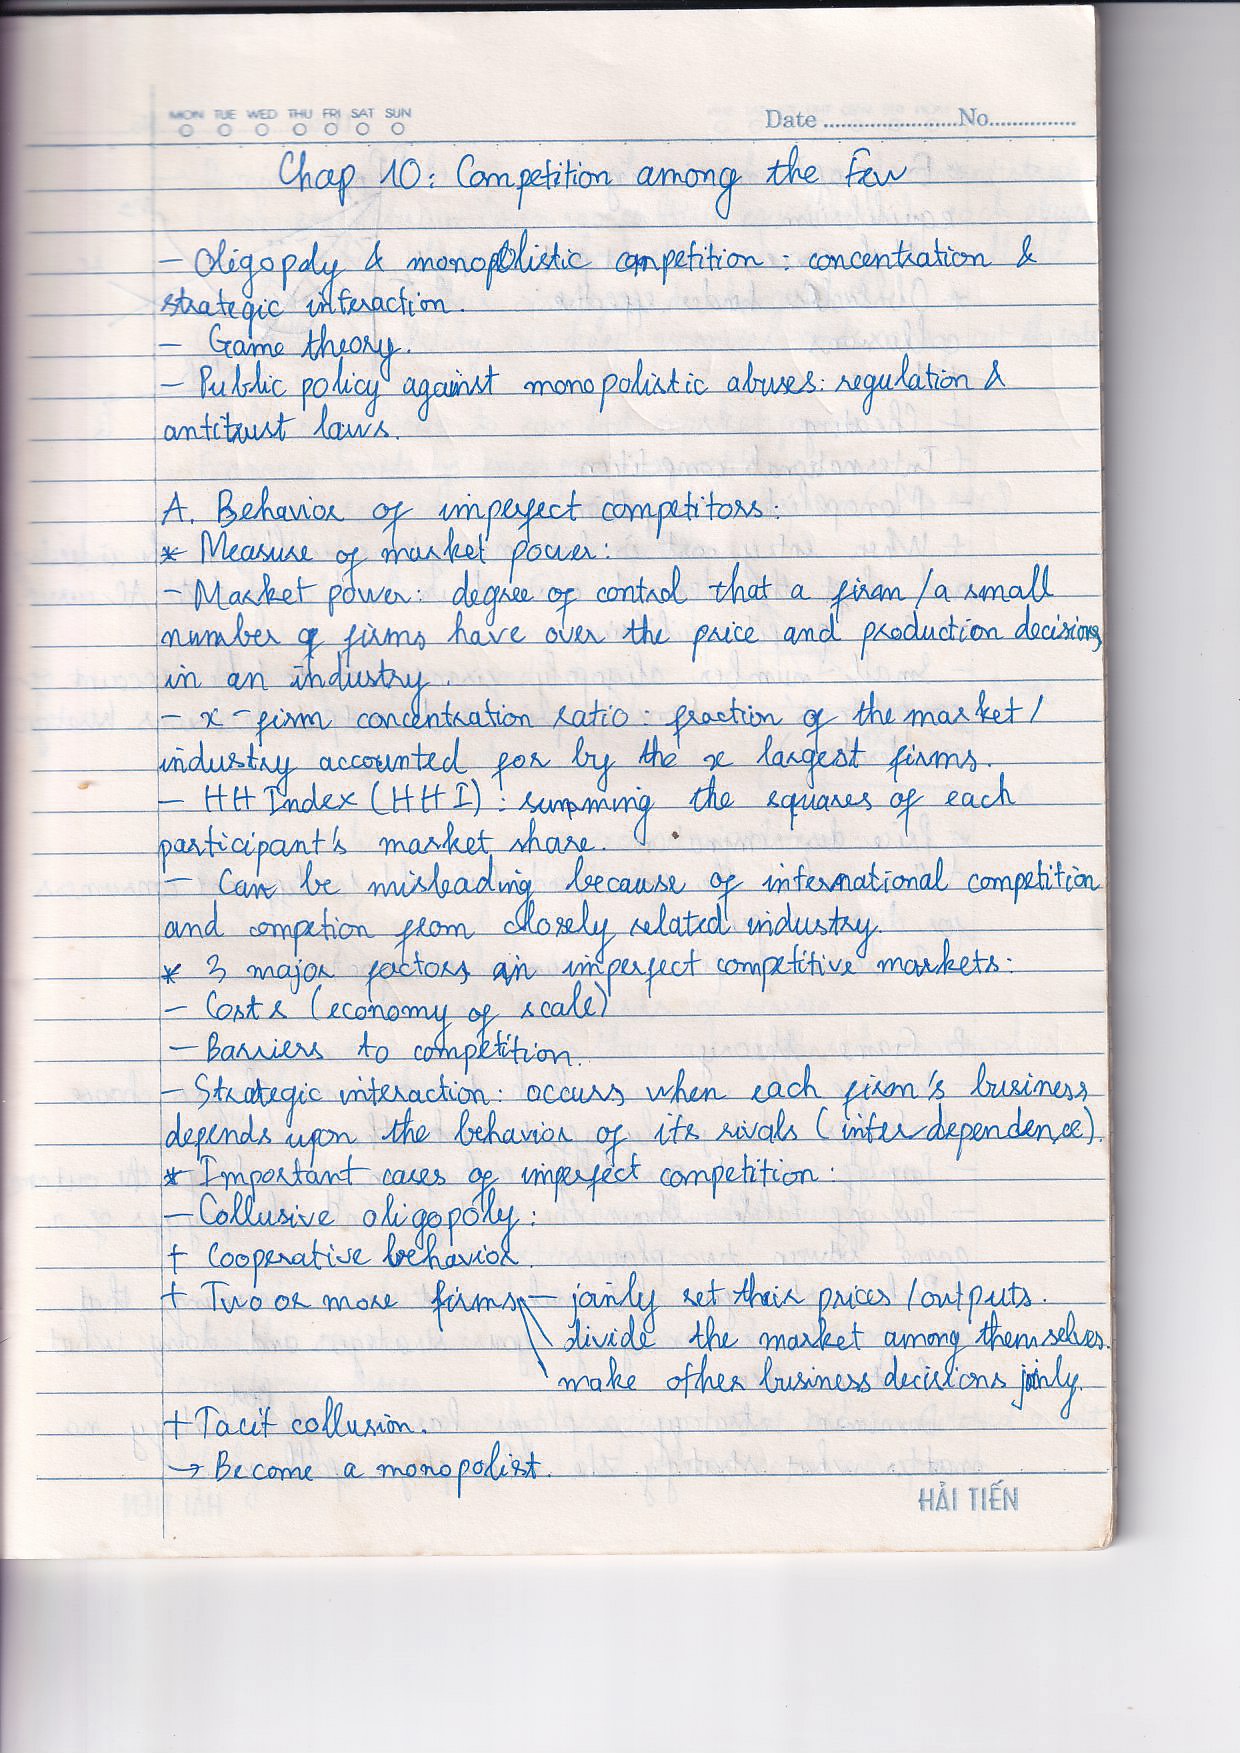 MON TUE WED THU FRI SAT SUN
Date ......................No...............
Chap 10: Competition among the Few
- Oligopoly & monopolistic competition: concentration &
strategic interaction.
- Game theory.
- Public policy against monopolistic abuses: regulation &
antitrust laws.
A. Behavior of imperfect competitors:
* Measure of market power:
- Market power: degree of control that a firm / a small
number of firms have over the price and production decisions
in an industry.
- x-firm concentration ratio: fraction of the market /
industry accounted for by the x largest firms.
- HH Index (HHI): summing the squares of each
participant's market share.
- Can be misleading because of international competition
and competion from closely related industry.
* 3 major factors in imperfect competitive markets:
- Costs (economy of scale)
- Barriers to competition.
- Strategic interaction: occurs when each firm's business
depends upon the behavior of its rivals (interdependence).
* Important cases of imperfect competition:
- Collusive oligopoly:
+ Cooperative behavior.
+ Two or more firms - joinly set their prices / outputs.
divide the market among themselves.
make other business decisions joinly.
+ Tacit collusion.
→ Become a monopolist.
HẢI TIẾN